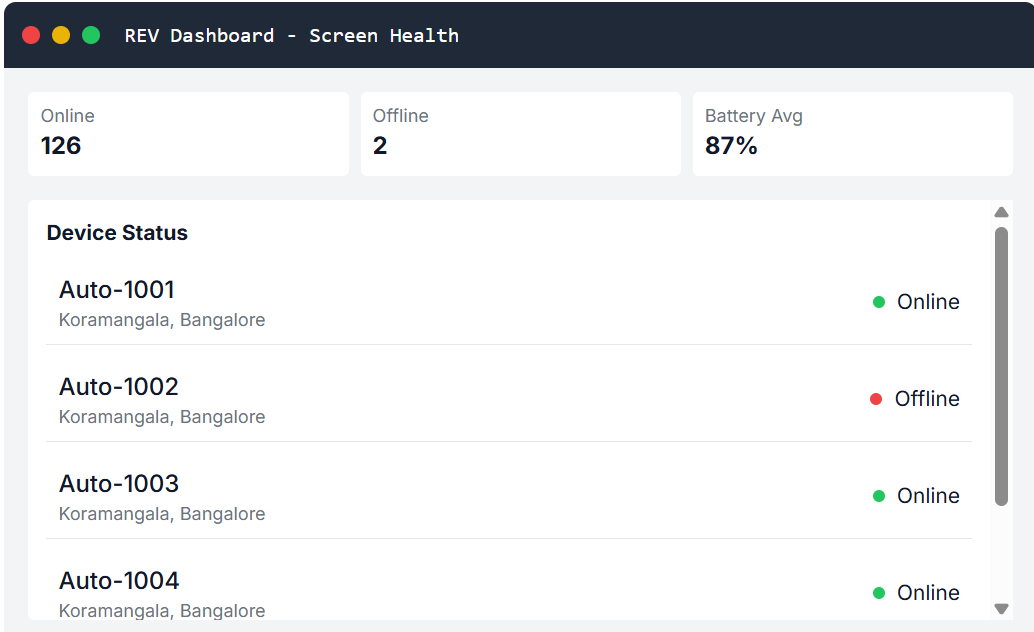 REV Dashboard - Screen Health
Online
126
Offline
2
Battery Avg
87%
Device Status
Auto-1001
Koramangala, Bangalore
Online
Auto-1002
Koramangala, Bangalore
Offline
Auto-1003
Koramangala, Bangalore
Online
Auto-1004
Koramangala, Bangalore
Online